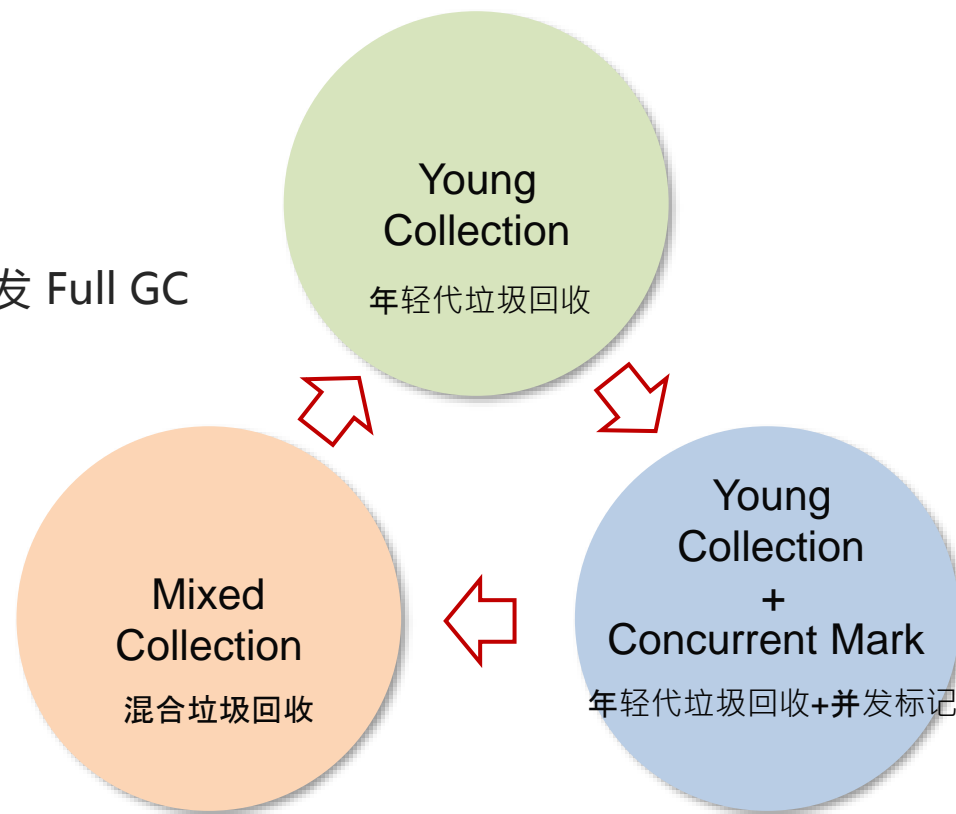 Young
Collection
年轻代垃圾回收
发 Full GC
Mixed
Collection
混合垃圾回收
Young
Collection
+
Concurrent Mark
年轻代垃圾回收+并发标记